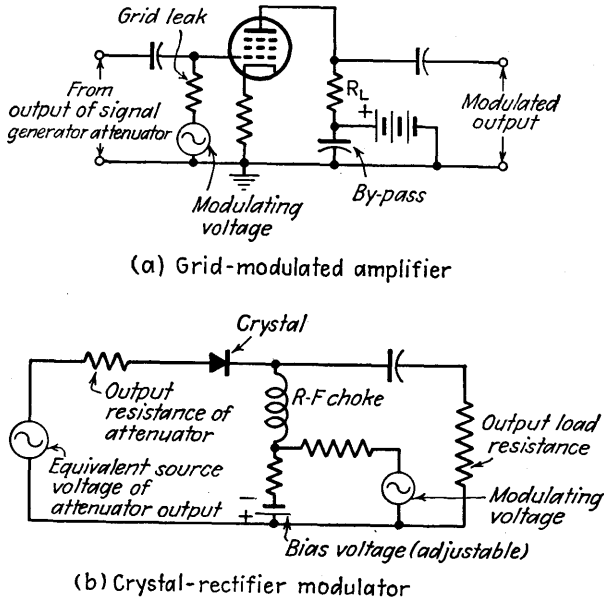 Grid leak
From
output of signal
generator attenuator
Modulating
voltage
R_L
+
By-pass
Modulated
output
(a) Grid-modulated amplifier
Crystal
Output
resistance of
attenuator
R-F choke
Output load
resistance
Equivalent source
voltage of
attenuator output
−
+
Modulating
voltage
Bias voltage (adjustable)
(b) Crystal-rectifier modulator